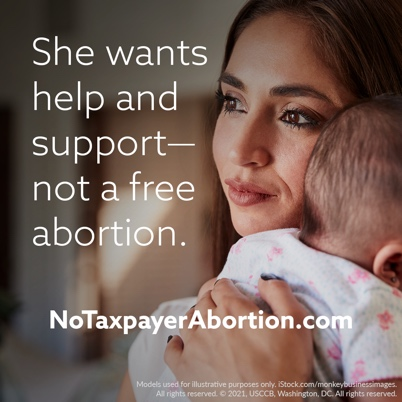 She wants
help and
support—
not a free
abortion.
NoTaxpayerAbortion.com
Models used for illustrative purposes only, iStock.com/monkeybusinessimages.
All rights reserved. © 2021, USCCB, Washington, DC. All rights reserved.